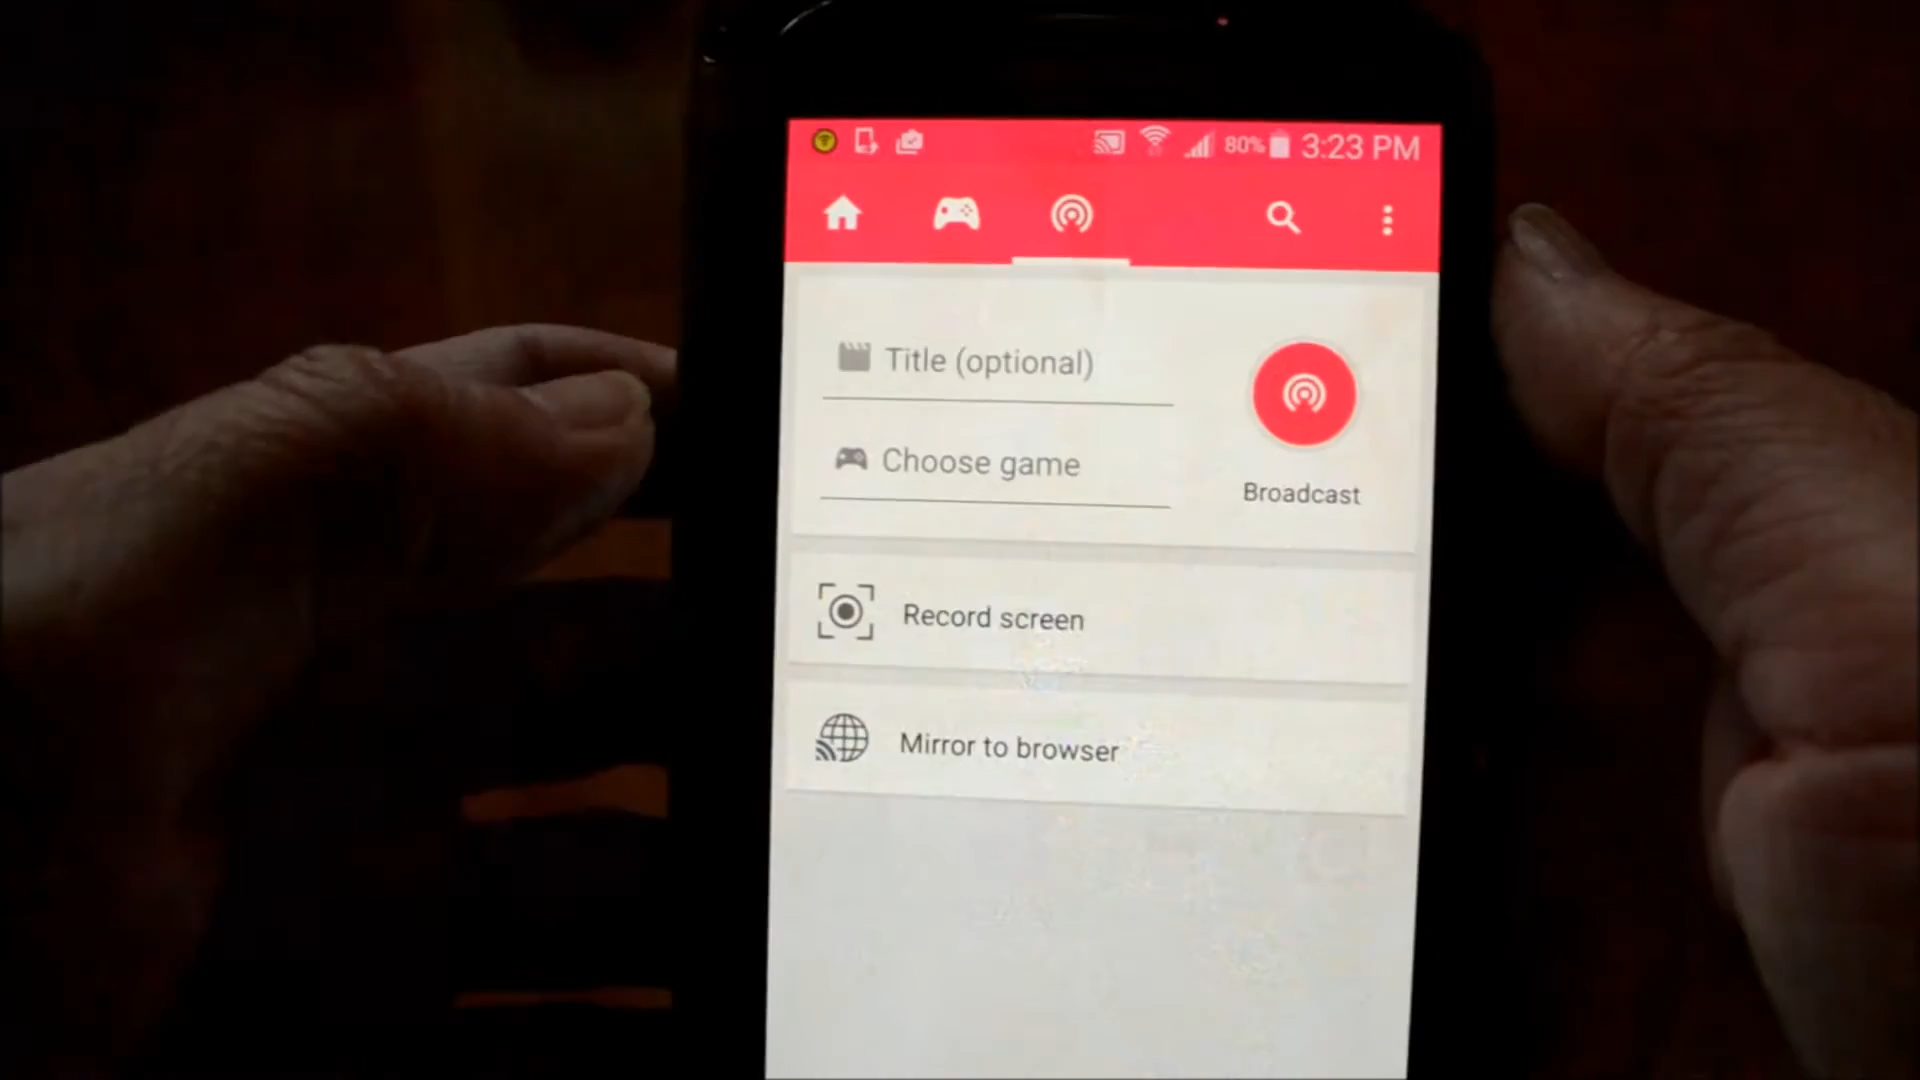 80% 3:23 PM
Title (optional)
Choose game
Broadcast
Record screen
Mirror to browser